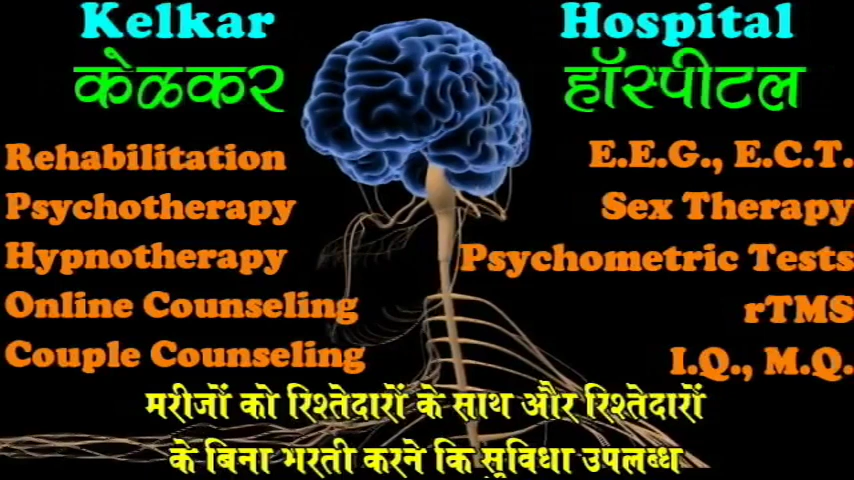 Kelkar Hospital
केळकर हॉस्पीटल
Rehabilitation
Psychotherapy
Hypnotherapy
Online Counseling
Couple Counseling
E.E.G., E.C.T.
Sex Therapy
Psychometric Tests
rTMS
I.Q., M.Q.
मरीजों को रिश्तेदारों के साथ और रिश्तेदारों
के बिना भरती करने कि सुविधा उपलब्ध